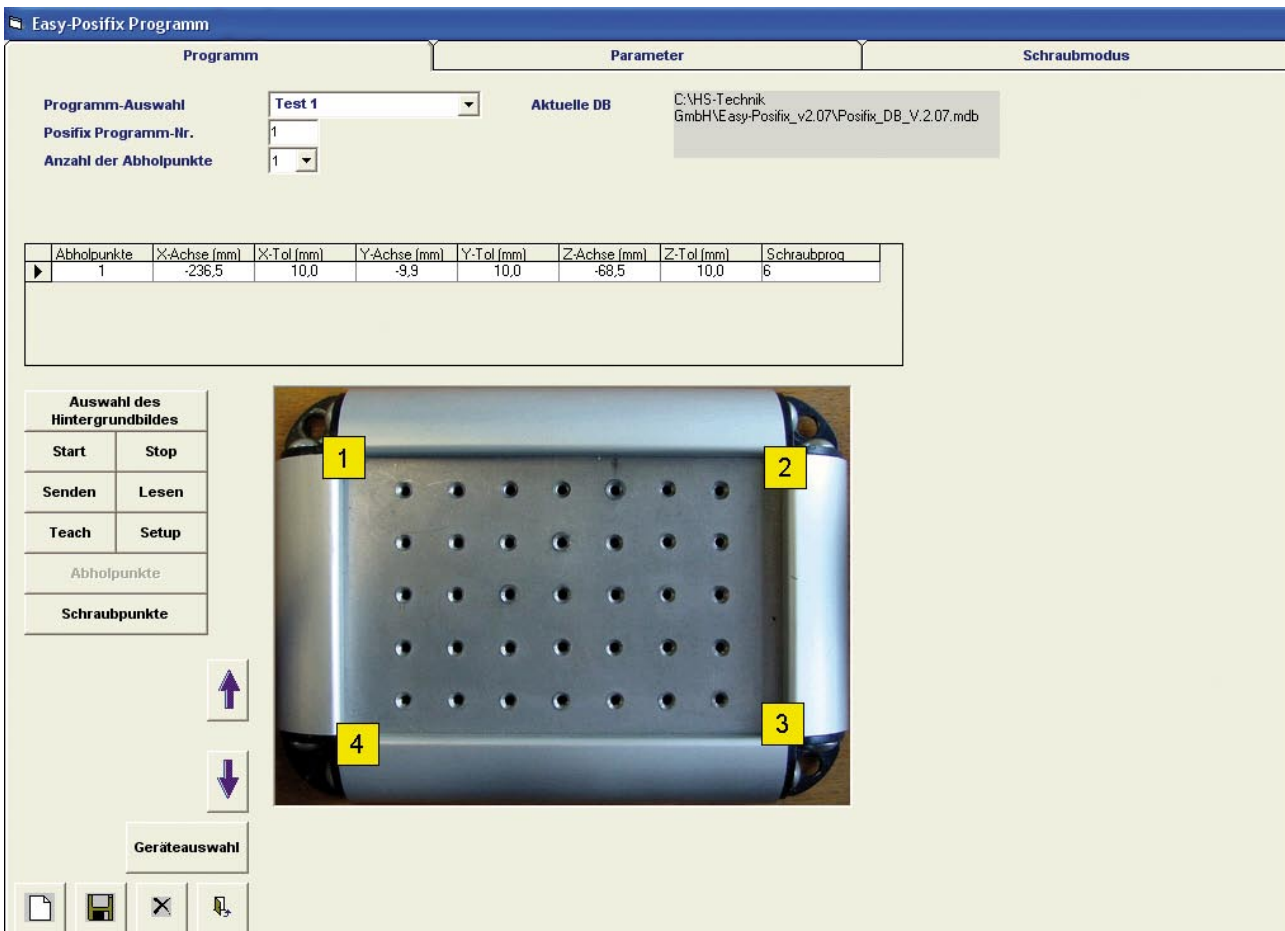 Easy-Posifix Programm
Programm Parameter Schraubmodus
Programm-Auswahl Test 1 Aktuelle DB C:\HS-Technik
GmbH\Easy-Posifix_v2.07\Posifix_DB_V.2.07.mdb
Posifix Programm-Nr. 1
Anzahl der Abholpunkte 1
Abholpunkte X-Achse (mm) X-Tol (mm) Y-Achse (mm) Y-Tol (mm) Z-Achse (mm) Z-Tol (mm) Schraubprog
1 -236,5 10,0 -9,9 10,0 -68,5 10,0 6
Auswahl des
Hintergrundbildes
Start Stop
Senden Lesen
Teach Setup
Abholpunkte
Schraubpunkte
1
2
3
4
Geräteauswahl